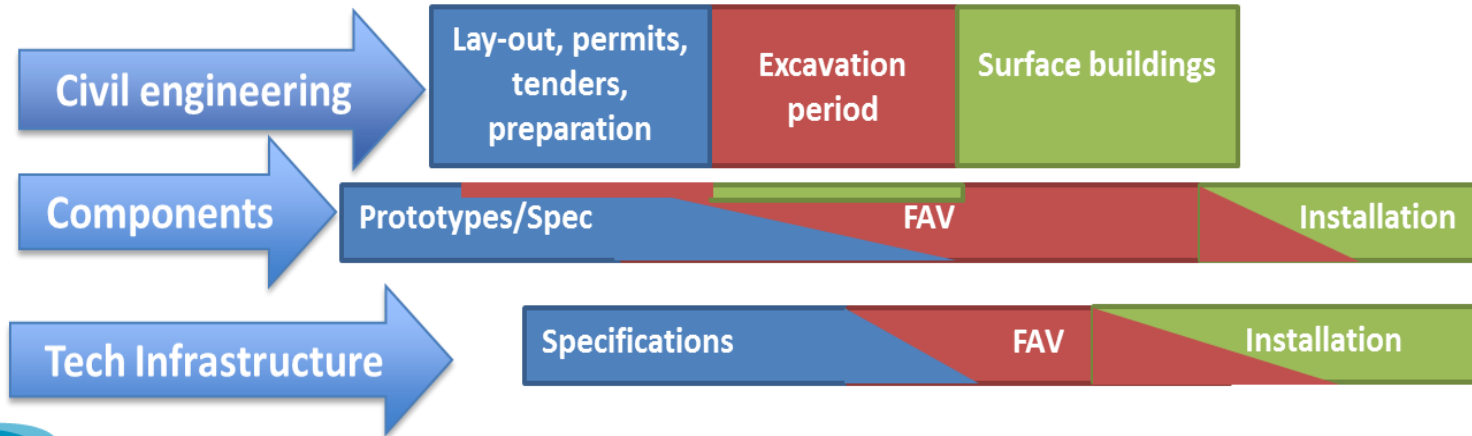 Civil engineering
Lay-out, permits,
tenders,
preparation
Excavation
period
Surface buildings
Components
Prototypes/Spec
FAV
Installation
Tech Infrastructure
Specifications
FAV
Installation